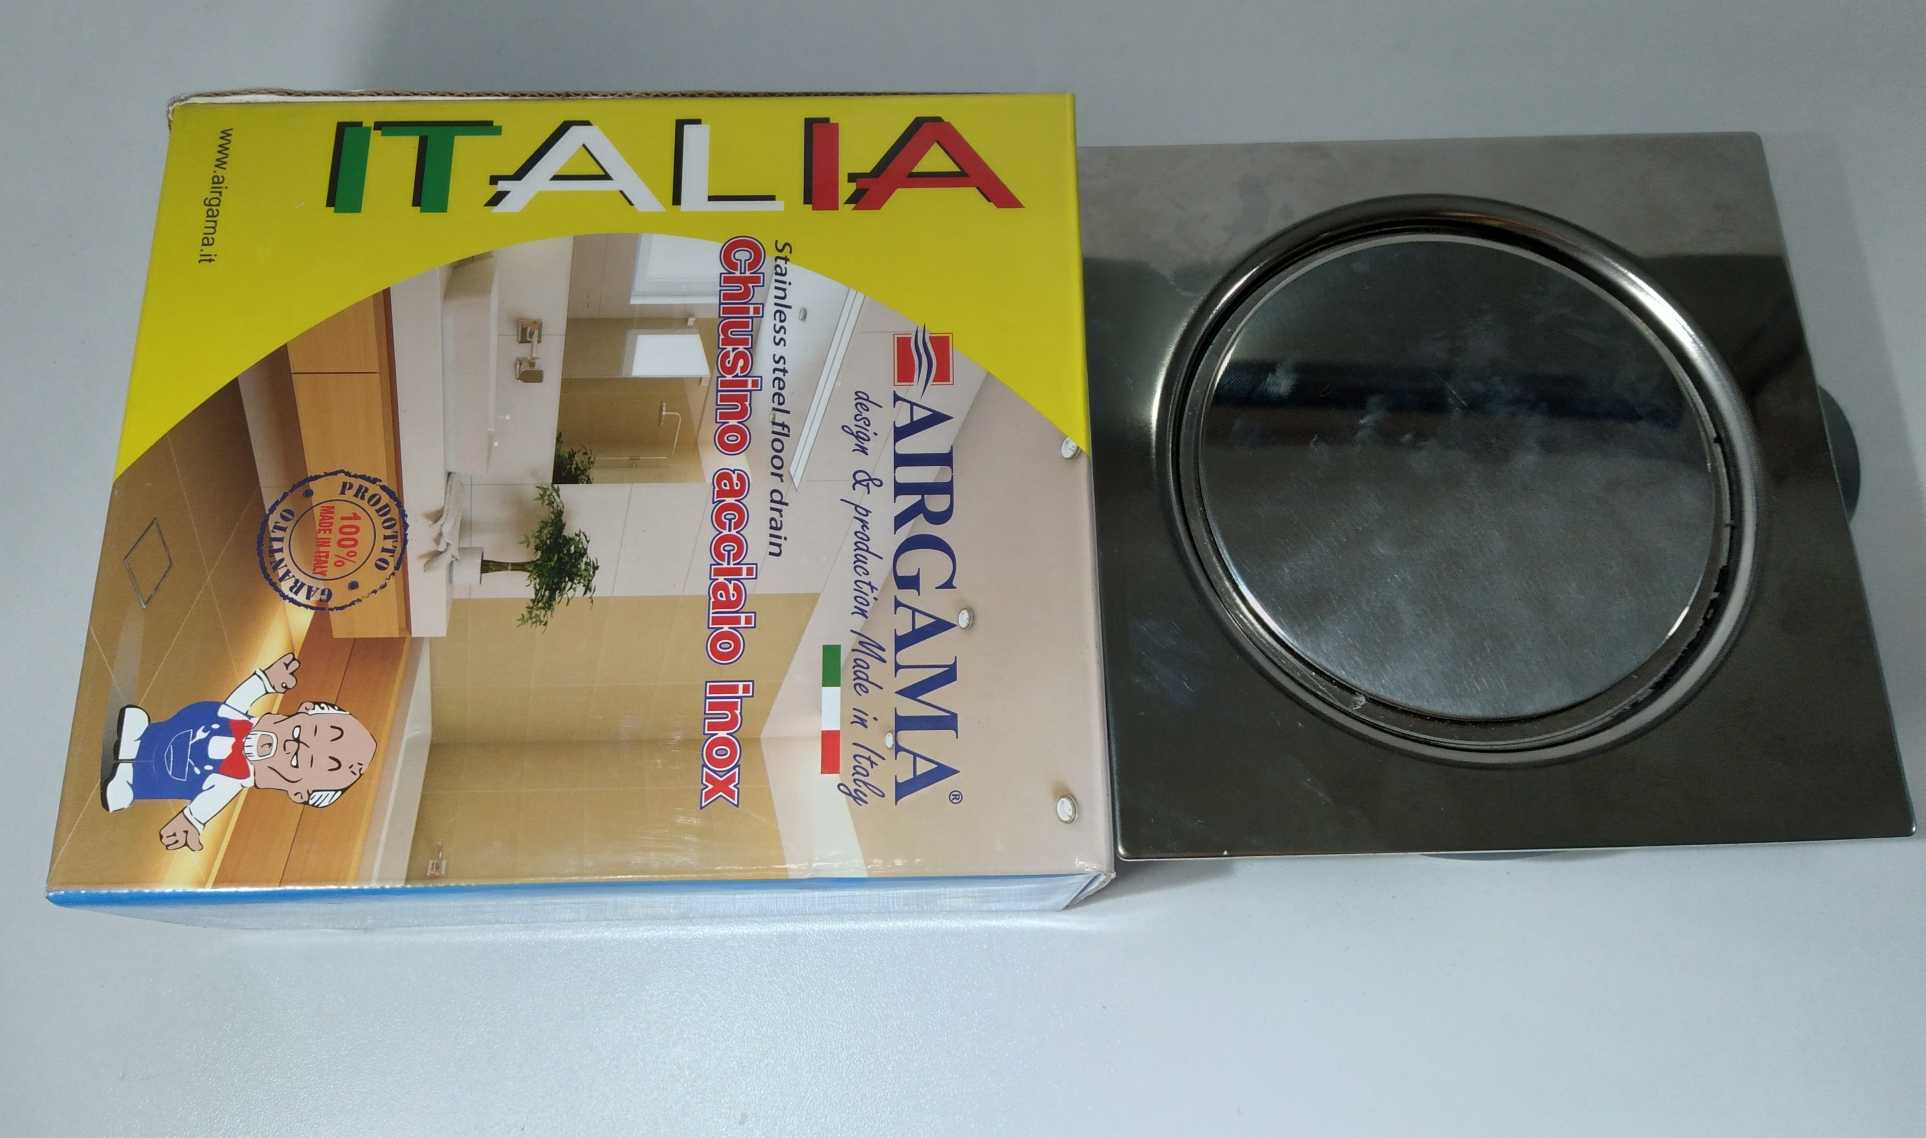 ITALIA
www.airgama.it
AIRGAMA®
design & production Made in Italy
Stainless steel floor drain
Chiusino acciaio inox
PRODOTTO
100%
MADE IN ITALY
GARANTITO